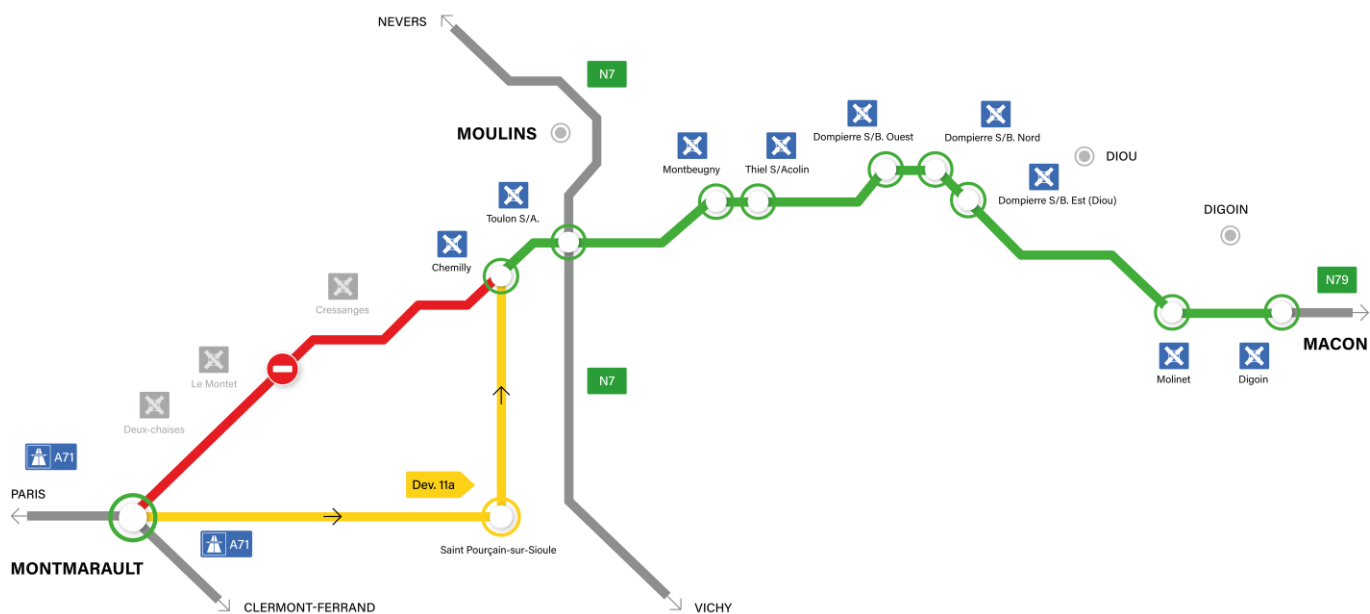 NEVERS
N7
MOULINS
Dompierre S/B. Ouest
Dompierre S/B. Nord
Montbeugny
Thiel S/Acolin
DIOU
Dompierre S/B. Est (Diou)
Toulon S/A.
DIGOIN
Chemilly
Cressanges
N79
MACON
Le Montet
N7
Molinet
Digoin
Deux-chaises
A71
PARIS
Dev. 11a
A71
Saint Pourçain-sur-Sioule
MONTMARAULT
CLERMONT-FERRAND
VICHY